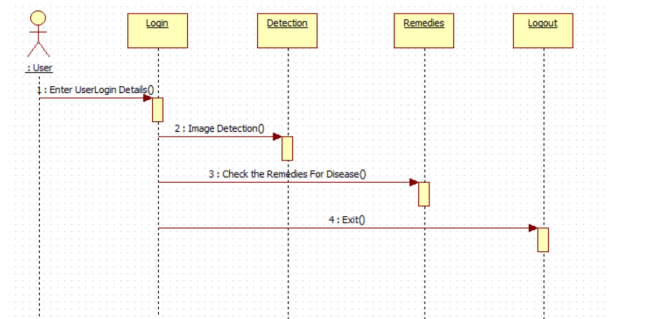 Login
Detection
Remedies
Logout
: User
1 : Enter UserLogin Details()
2 : Image Detection()
3 : Check the Remedies For Disease()
4 : Exit()